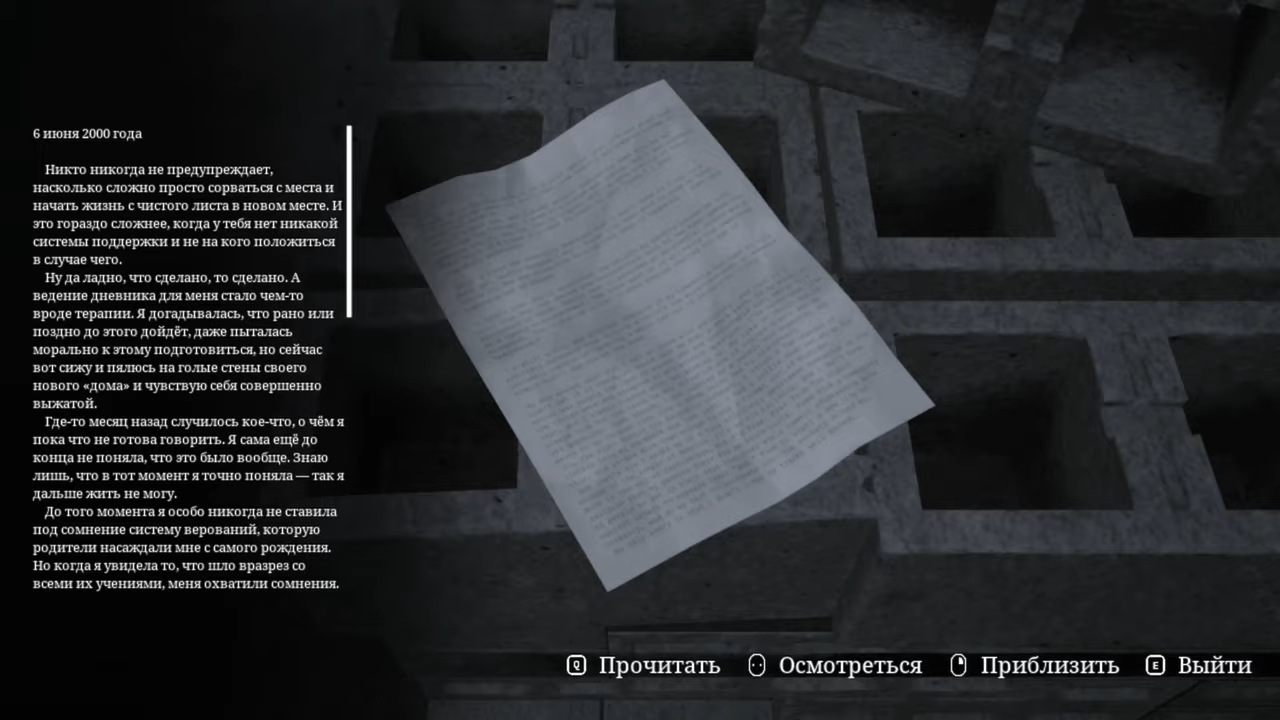 6 июня 2000 года
Никто никогда не предупреждает,
насколько сложно просто сорваться с места и
начать жизнь с чистого листа в новом месте. И
это гораздо сложнее, когда у тебя нет никакой
системы поддержки и не на кого положиться
в случае чего.
Ну да ладно, что сделано, то сделано. А
ведение дневника для меня стало чем-то
вроде терапии. Я догадывалась, что рано или
поздно до этого дойдёт, даже пыталась
морально к этому подготовиться, но сейчас
вот сижу и пялюсь на голые стены своего
нового «дома» и чувствую себя совершенно
выжатой.
Где-то месяц назад случилось кое-что, о чём я
пока что не готова говорить. Я сама ещё до
конца не поняла, что это было вообще. Знаю
лишь, что в тот момент я точно поняла — так я
дальше жить не могу.
До того момента я особо никогда не ставила
под сомнение систему верований, которую
родители насаждали мне с самого рождения.
Но когда я увидела то, что шло вразрез со
всеми их учениями, меня охватили сомнения.
Q Прочитать Осмотреться Приблизить E Выйти